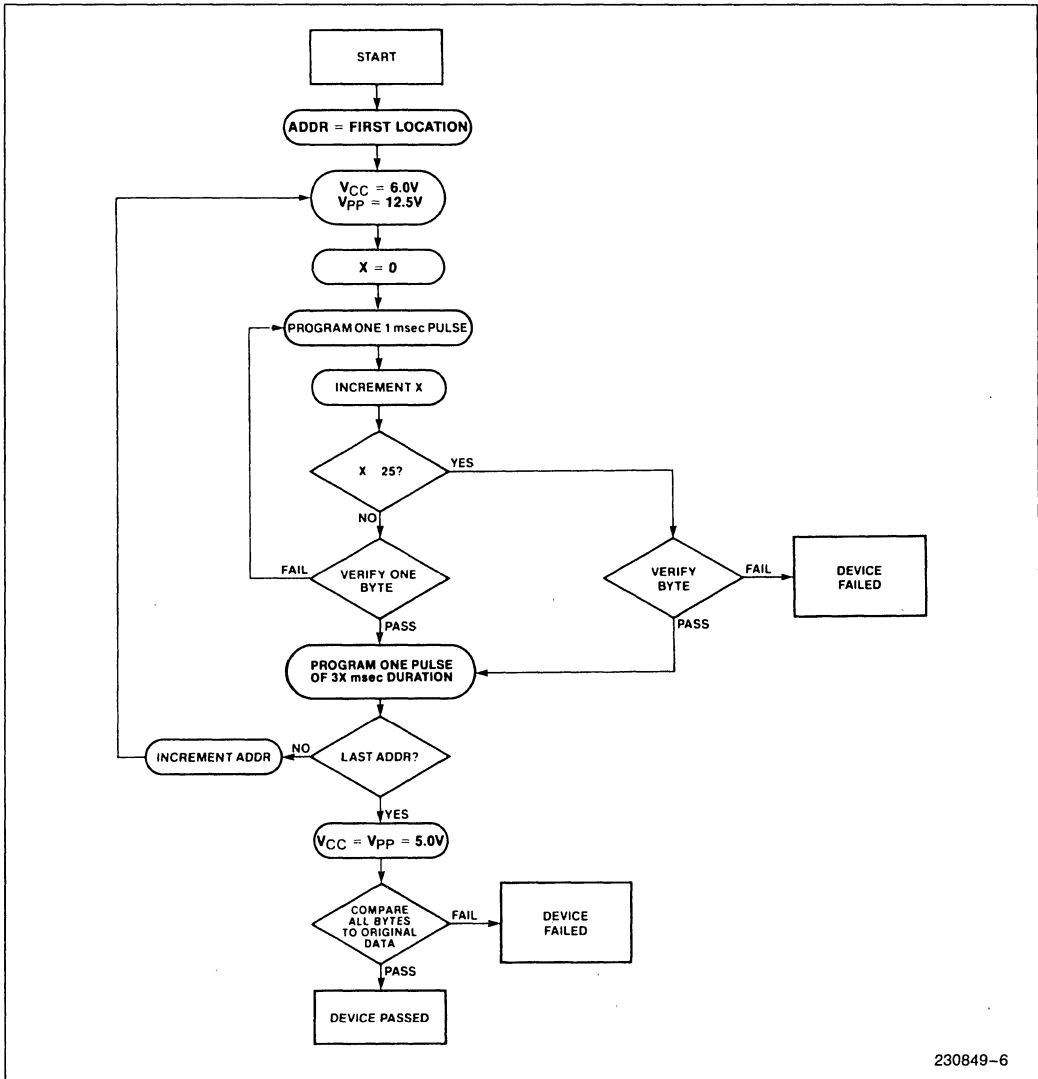 START
ADDR = FIRST LOCATION
VCC = 6.0V
VPP = 12.5V
X = 0
PROGRAM ONE 1 msec PULSE
INCREMENT X
X 25?
YES
NO
VERIFY ONE
BYTE
FAIL
PASS
VERIFY
BYTE
FAIL
PASS
DEVICE
FAILED
PROGRAM ONE PULSE
OF 3X msec DURATION
LAST ADDR?
NO
INCREMENT ADDR
YES
VCC = VPP = 5.0V
COMPARE
ALL BYTES
TO ORIGINAL
DATA
FAIL
DEVICE
FAILED
PASS
DEVICE PASSED
230849-6